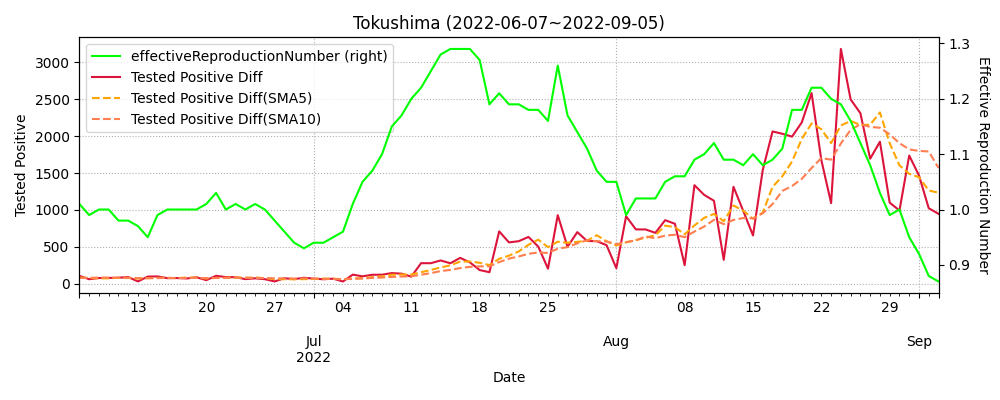 Tokushima (2022-06-07~2022-09-05)
effectiveReproductionNumber (right)
Tested Positive Diff
Tested Positive Diff(SMA5)
Tested Positive Diff(SMA10)
Tested Positive
3000
2500
2000
1500
1000
500
0
1.3
1.2
1.1
1.0
0.9
Effective Reproduction Number
13 20 27 04 11 18 25 08 15 22 29
Jul Aug Sep
2022
Date